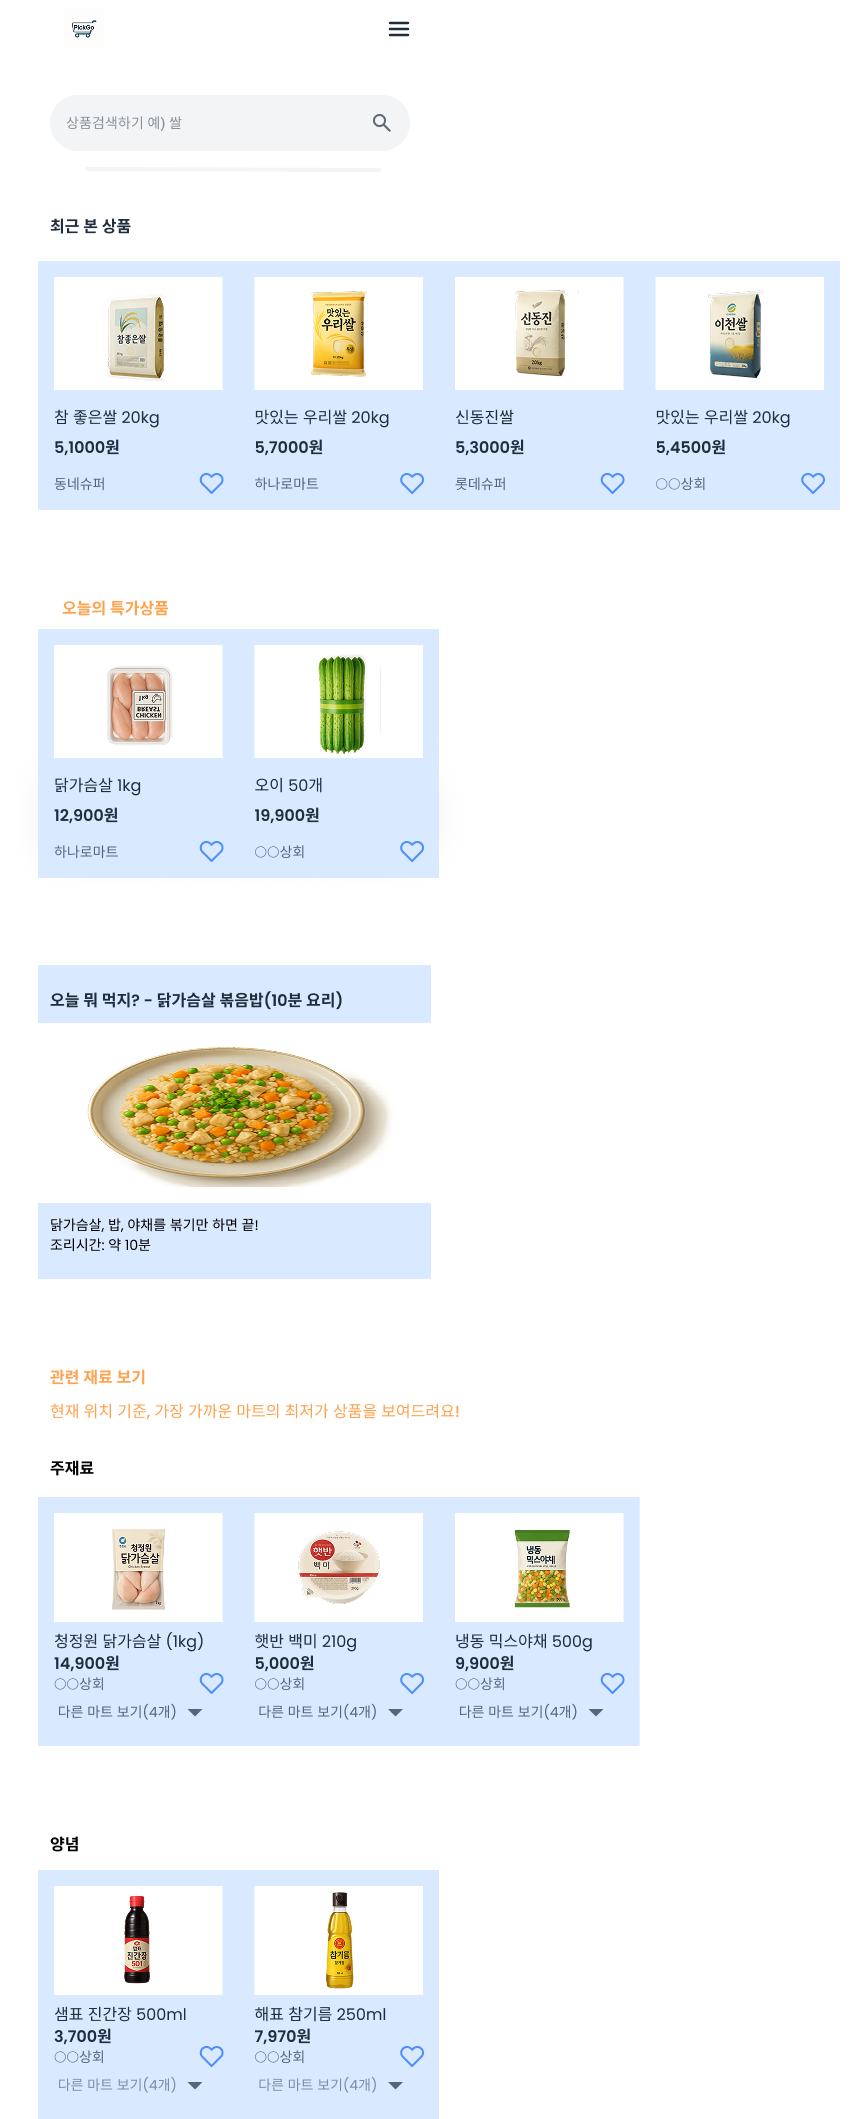 PickGo
상품검색하기 예) 쌀
최근 본 상품
참좋은쌀
맛있는
우리쌀
신동진
20kg
이천쌀
참 좋은쌀 20kg
맛있는 우리쌀 20kg
신동진쌀
맛있는 우리쌀 20kg
5,1000원
5,7000원
5,3000원
5,4500원
동네슈퍼
하나로마트
롯데슈퍼
○○상회
오늘의 특가상품
1kg
BREAST
CHICKEN
닭가슴살 1kg
오이 50개
12,900원
19,900원
하나로마트
○○상회
오늘 뭐 먹지? - 닭가슴살 볶음밥(10분 요리)
닭가슴살, 밥, 야채를 볶기만 하면 끝!
조리시간: 약 10분
관련 재료 보기
현재 위치 기준, 가장 가까운 마트의 최저가 상품을 보여드려요!
주재료
청정원
닭가슴살
햇반
백미
냉동
믹스야채
청정원 닭가슴살 (1kg)
햇반 백미 210g
냉동 믹스야채 500g
14,900원
5,000원
9,900원
○○상회
○○상회
○○상회
다른 마트 보기(4개)
다른 마트 보기(4개)
다른 마트 보기(4개)
양념
진간장
501
참기름
샘표 진간장 500ml
해표 참기름 250ml
3,700원
7,970원
○○상회
○○상회
다른 마트 보기(4개)
다른 마트 보기(4개)